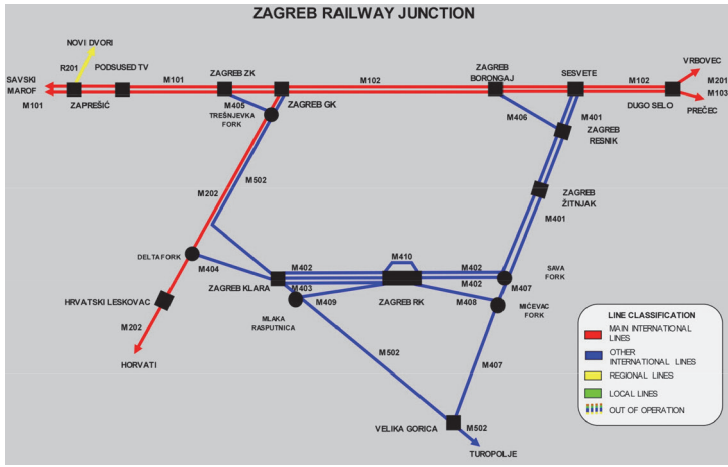 ZAGREB RAILWAY JUNCTION
NOVI DVORI
R201
PODSUSED TV
ZAGREB ZK
ZAGREB
BORONGAJ
SESVETE
VRBOVEC
SAVSKI
MAROF
M101
M101
M102
M102
M201
M103
ZAPREŠIĆ
M405
TREŠNJEVKA
FORK
ZAGREB GK
M406
M401
DUGO SELO
PREČEC
ZAGREB
RESNIK
M502
M202
ZAGREB
ŽITNJAK
M401
DELTA FORK
M404
M402
M410
M402
M402
SAVA
FORK
ZAGREB KLARA
M403
M409
ZAGREB RK
M407
M408
MIČEVAC
FORK
HRVATSKI LESKOVAC
MLAKA
RASPUTNICA
M202
HORVATI
M502
M407
VELIKA GORICA
M502
TUROPOLJE
LINE CLASSIFICATION
MAIN INTERNATIONAL
LINES
OTHER
INTERNATIONAL LINES
REGIONAL LINES
LOCAL LINES
OUT OF OPERATION